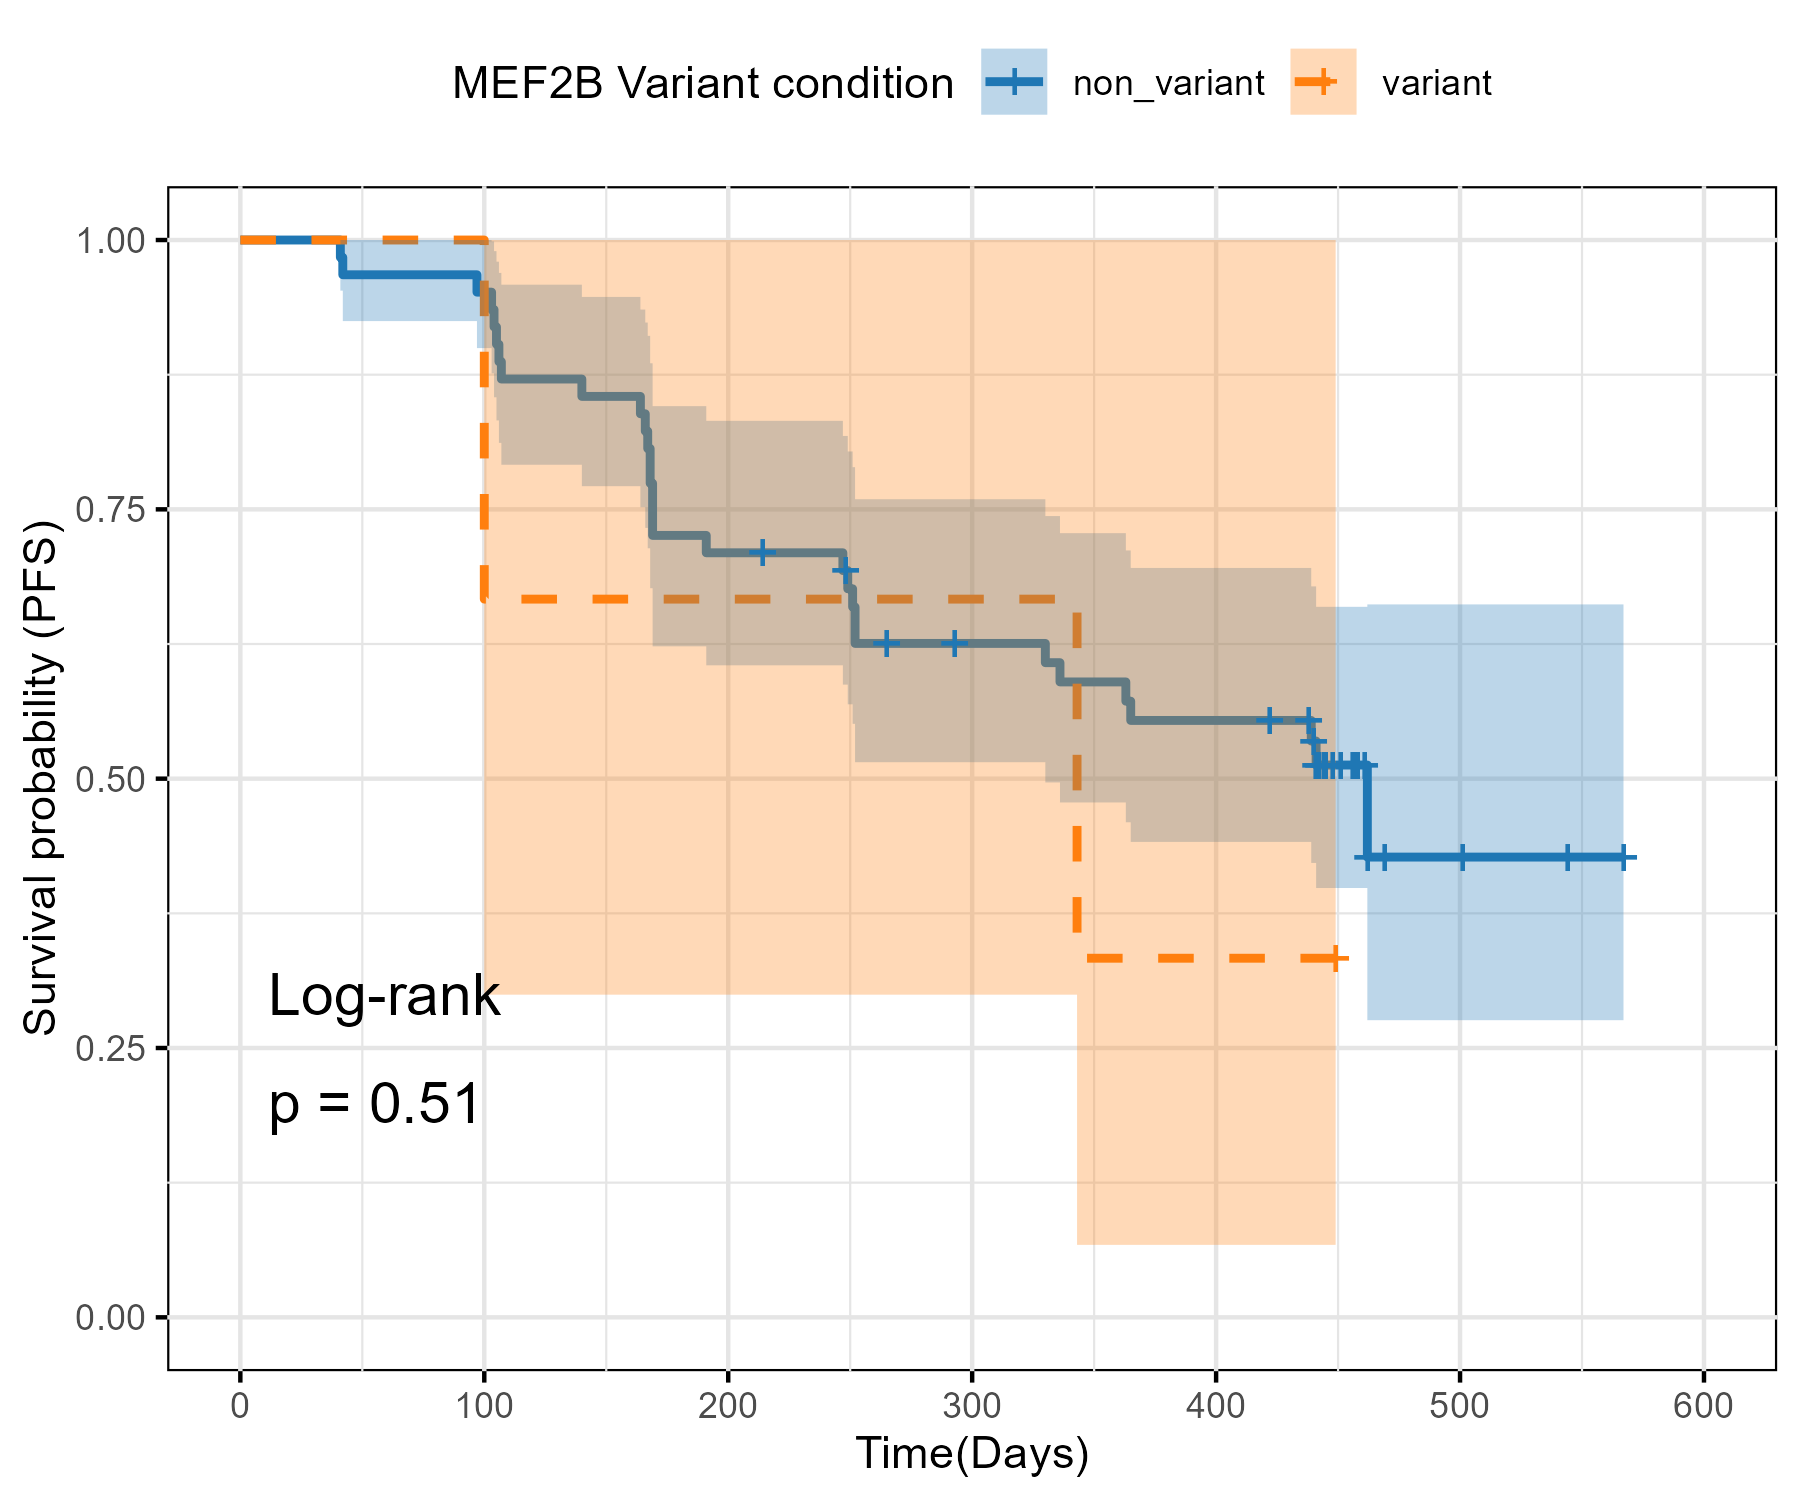 MEF2B Variant condition non_variant variant
Survival probability (PFS)
1.00
0.75
0.50
0.25
0.00
Log-rank
p = 0.51
0 100 200 300 400 500 600
Time(Days)